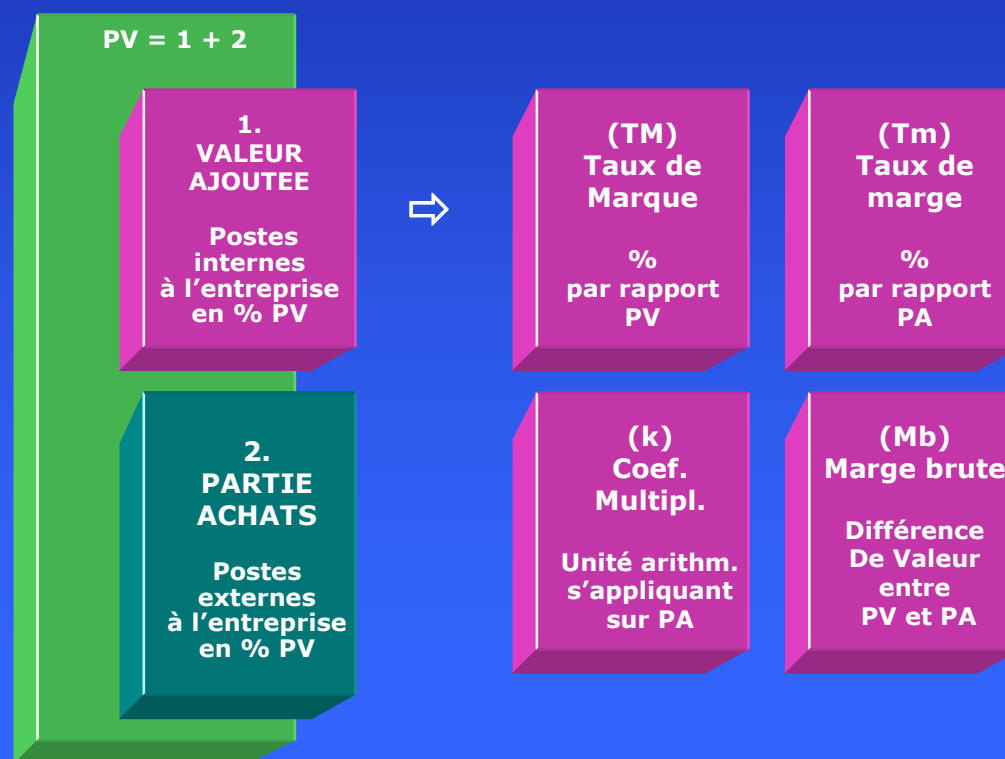 PV = 1 + 2
1.
VALEUR
AJOUTEE
Postes
internes
à l’entreprise
en % PV
2.
PARTIE
ACHATS
Postes
externes
à l’entreprise
en % PV
(TM)
Taux de
Marque
%
par rapport
PV
(Tm)
Taux de
marge
%
par rapport
PA
(k)
Coef.
Multipl.
Unité arithm.
s’appliquant
sur PA
(Mb)
Marge brute
Différence
De Valeur
entre
PV et PA